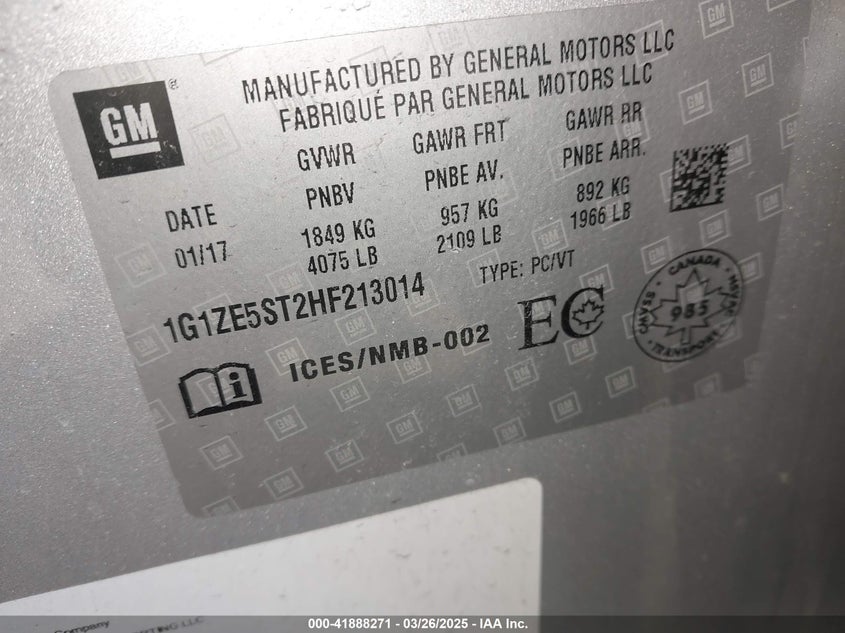 GM
MANUFACTURED BY GENERAL MOTORS LLC
FABRIQUÉ PAR GENERAL MOTORS LLC
GVWR GAWR FRT GAWR RR
DATE PNBV PNBE AV. PNBE ARR.
01/17 1849 KG 957 KG 892 KG
4075 LB 2109 LB 1966 LB
1G1ZE5ST2HF213014 TYPE: PC/VT
ICES/NMB-002 EC
CANADA
985
TRANSPORT
Company
LLC
000-41888271 - 03/26/2025 - IAA Inc.